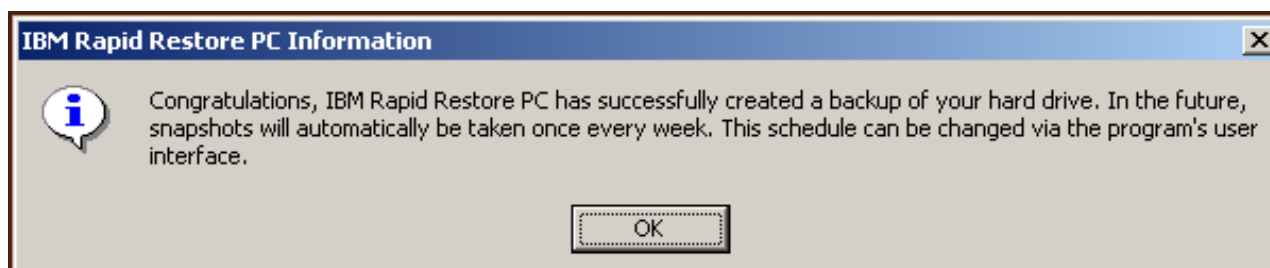 IBM Rapid Restore PC Information
Congratulations, IBM Rapid Restore PC has successfully created a backup of your hard drive. In the future,
snapshots will automatically be taken once every week. This schedule can be changed via the program's user
interface.
OK